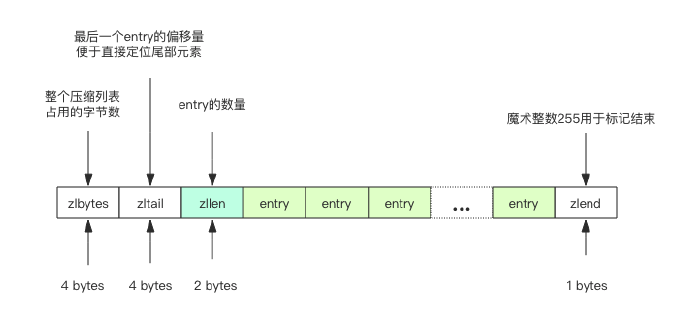 最后一个entry的偏移量
便于直接定位尾部元素
整个压缩列表
占用的字节数
entry的数量
魔术整数255用于标记结束
zlbytes
zltail
zllen
entry
entry
entry
...
entry
zlend
4 bytes
4 bytes
2 bytes
1 bytes